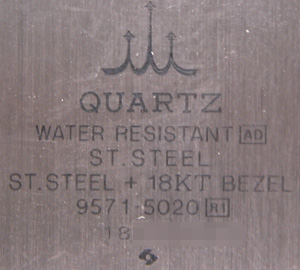 QUARTZ
WATER RESISTANT AD
ST. STEEL
ST. STEEL + 18KT BEZEL
9571-5020 R1
18